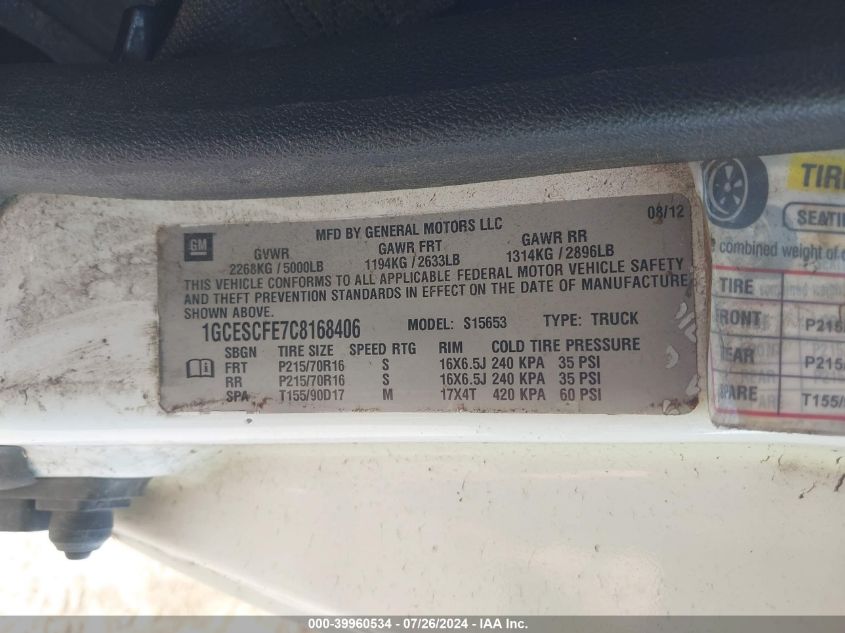 GM
MFD BY GENERAL MOTORS LLC
08/12
GVWR GAWR FRT GAWR RR
2268KG / 5000LB 1194KG / 2633LB 1314KG / 2896LB
THIS VEHICLE CONFORMS TO ALL APPLICABLE FEDERAL MOTOR VEHICLE SAFETY
AND THEFT PREVENTION STANDARDS IN EFFECT ON THE DATE OF MANUFACTURE
SHOWN ABOVE.
1GCESCFE7C8168406 MODEL: S15653 TYPE: TRUCK
SBGN TIRE SIZE SPEED RTG RIM COLD TIRE PRESSURE
FRT P215/70R16 S 16X6.5J 240 KPA 35 PSI
RR P215/70R16 S 16X6.5J 240 KPA 35 PSI
SPA T155/90D17 M 17X4T 420 KPA 60 PSI
TIR
SEATIN
combined weight of
TIRE
FRONT P215
REAR P215
SPARE T155/9
000-39960534 / 07/26/2024 - IAA Inc.